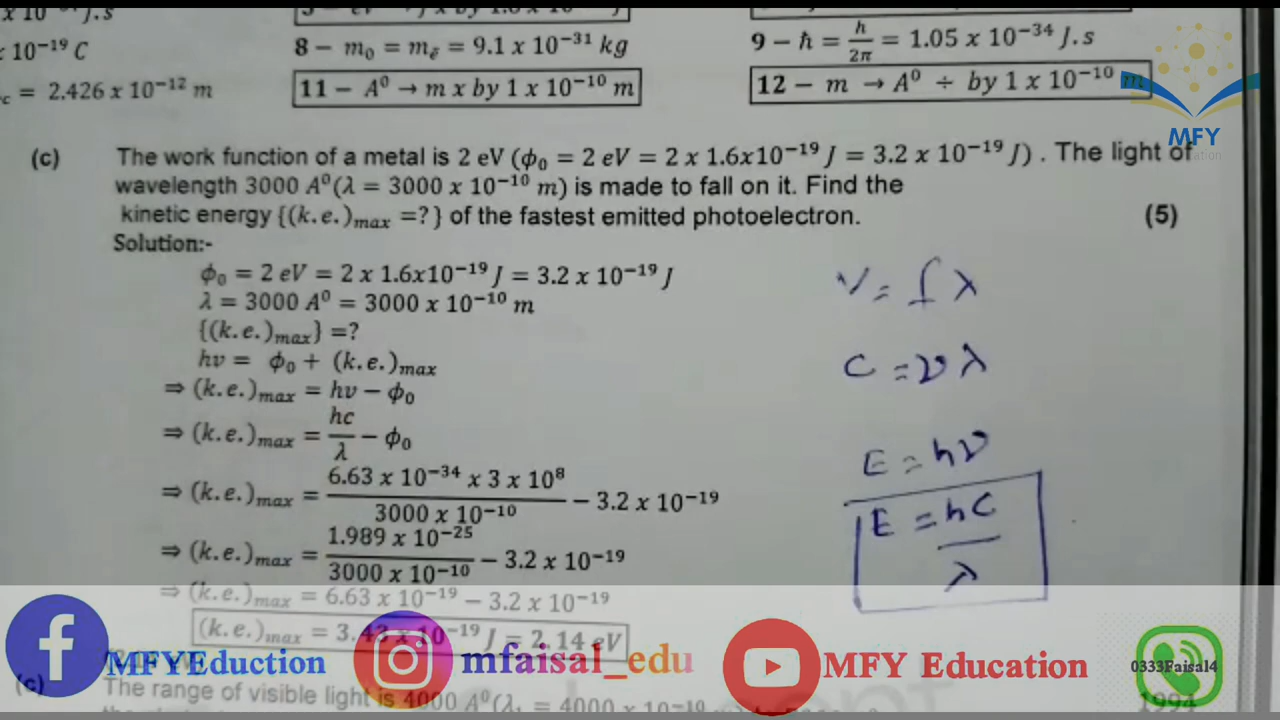 8 − m₀ = mₑ = 9.1 x 10⁻³¹ kg
9 − ħ = h/2π = 1.05 x 10⁻³⁴ J.s
10⁻¹⁹ C
= 2.426 x 10⁻¹² m
11 − A⁰ → m x by 1 x 10⁻¹⁰ m
12 − m → A⁰ ÷ by 1 x 10⁻¹⁰ m
MFY
(c) The work function of a metal is 2 eV (ϕ₀ = 2 eV = 2 x 1.6x10⁻¹⁹ J = 3.2 x 10⁻¹⁹ J) . The light of
wavelength 3000 A⁰(λ = 3000 x 10⁻¹⁰ m) is made to fall on it. Find the
kinetic energy {(k.e.)max =?} of the fastest emitted photoelectron. (5)
Solution:-
ϕ₀ = 2 eV = 2 x 1.6x10⁻¹⁹ J = 3.2 x 10⁻¹⁹ J
λ = 3000 A⁰ = 3000 x 10⁻¹⁰ m
{(k.e.)max} =?
hυ = ϕ₀ + (k.e.)max
⇒ (k.e.)max = hυ − ϕ₀
⇒ (k.e.)max = hc/λ − ϕ₀
⇒ (k.e.)max = 6.63 x 10⁻³⁴ x 3 x 10⁸ / 3000 x 10⁻¹⁰ − 3.2 x 10⁻¹⁹
⇒ (k.e.)max = 1.989 x 10⁻²⁵ / 3000 x 10⁻¹⁰ − 3.2 x 10⁻¹⁹
⇒ (k.e.)max = 6.63 x 10⁻¹⁹ − 3.2 x 10⁻¹⁹
(k.e.)max = 3.43 x 10⁻¹⁹ J = 2.14 eV
v = f λ
c = υ λ
E = hυ
E = hc/λ
MFYEduction
mfaisal_edu
MFY Education
0333Faisal4
(c) The range of visible light is 4000 A⁰(λ₁ = 4000 x 10⁻¹⁰
1994